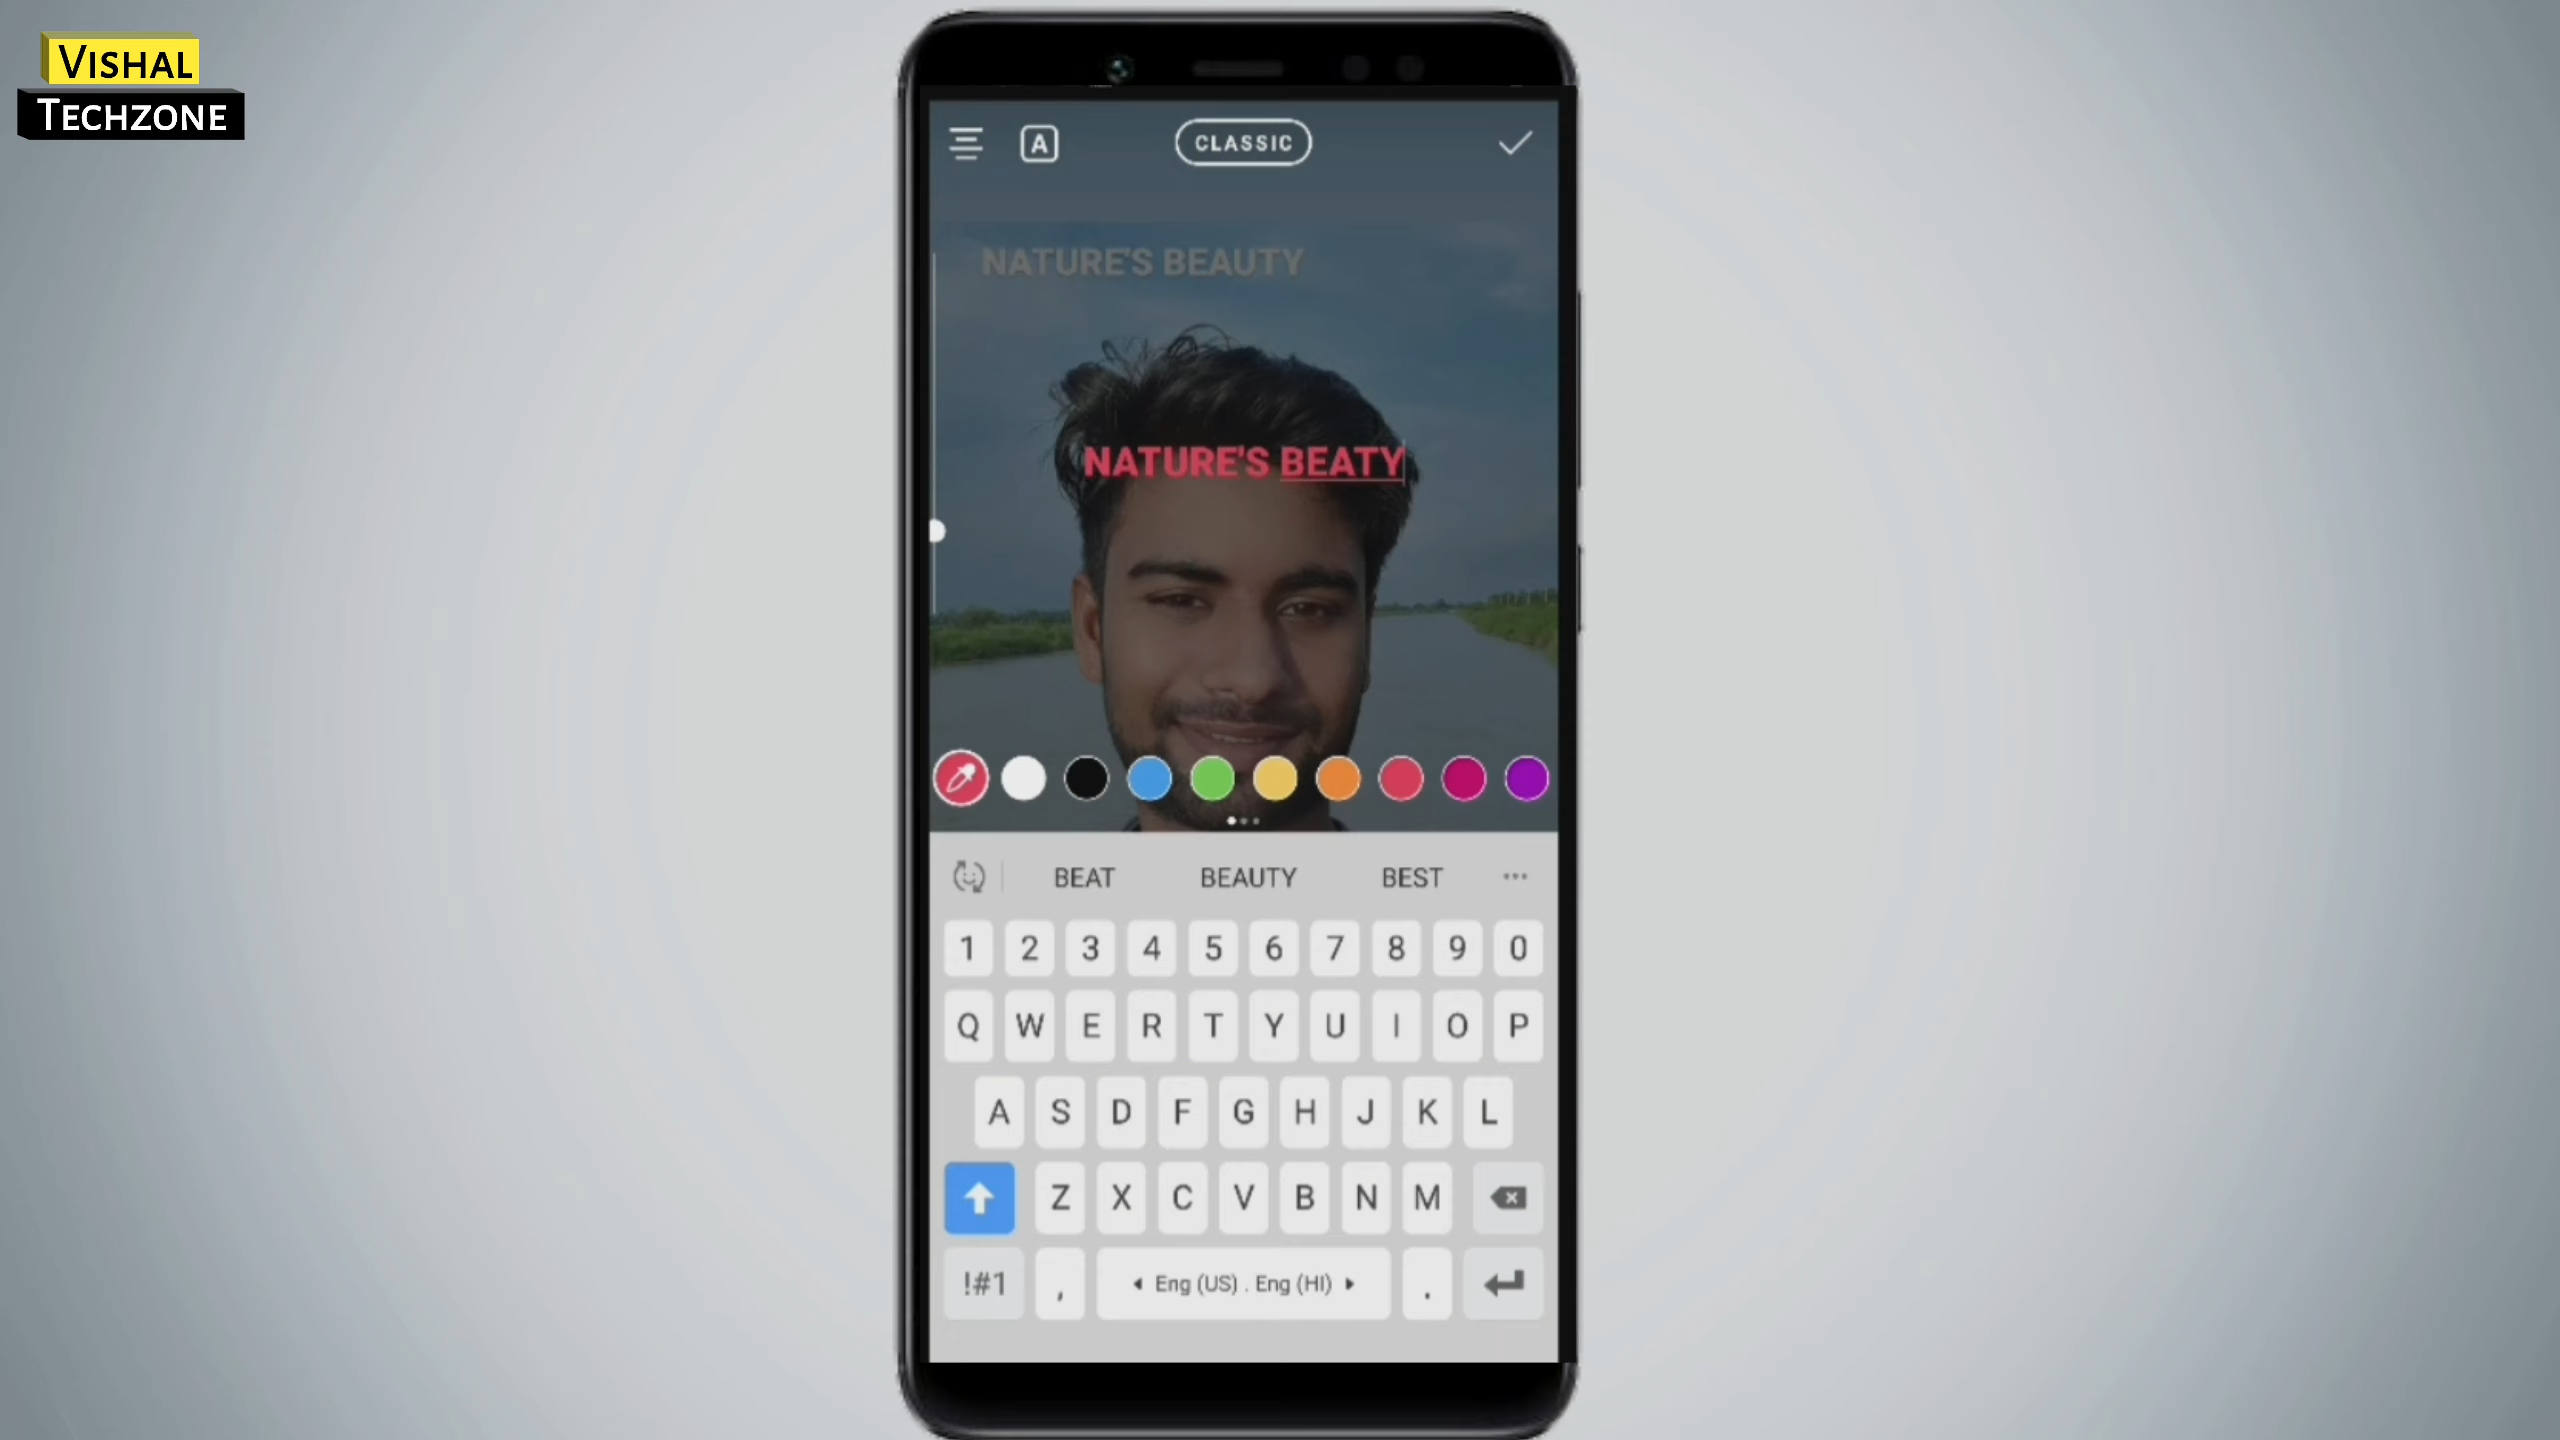 VISHAL
TECHZONE
A
CLASSIC
NATURE'S BEAUTY
NATURE'S BEATY
BEAT BEAUTY BEST ...
1 2 3 4 5 6 7 8 9 0
Q W E R T Y U I O P
A S D F G H J K L
Z X C V B N M
!#1 , Eng (US) . Eng (HI) .